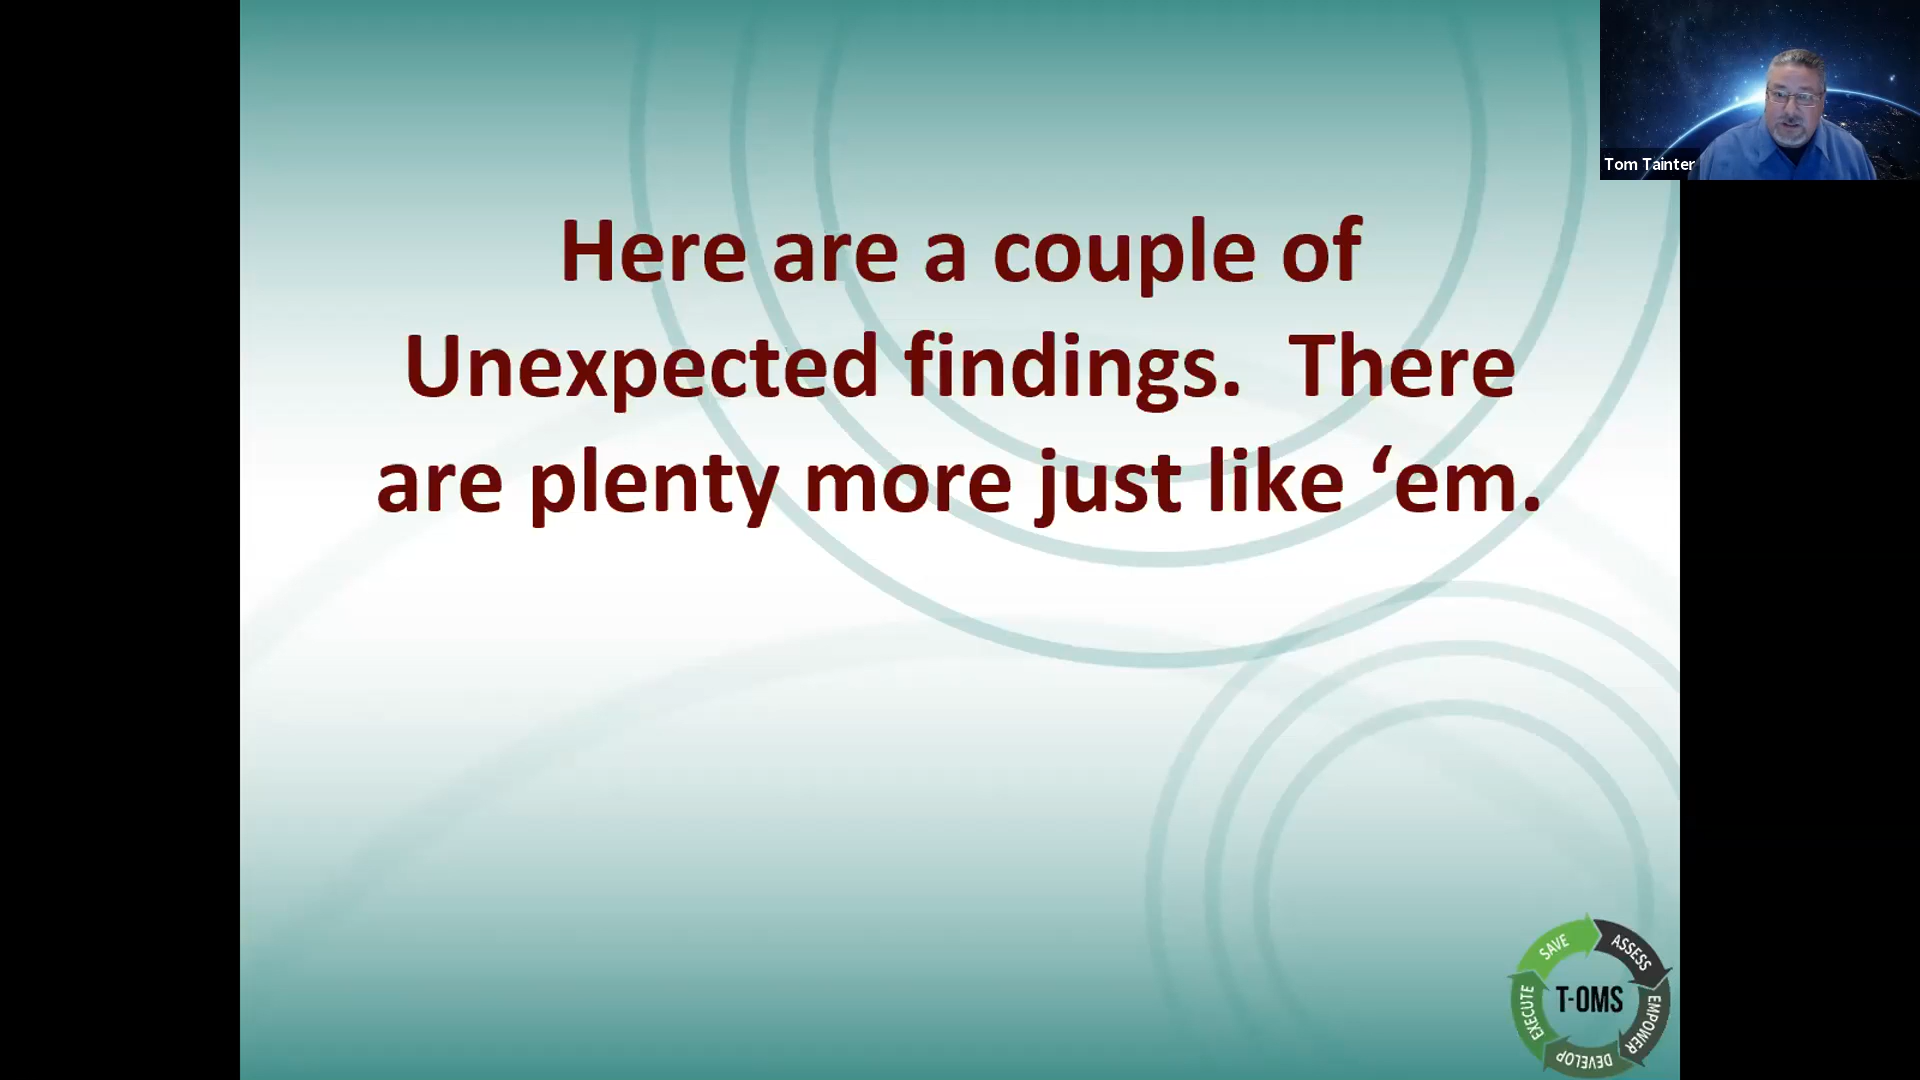 Here are a couple of
Unexpected findings.  There
are plenty more just like ‘em.
Tom Tainter
SAVE
ASSESS
T-OMS
EXECUTE
EMPOWER
DEVELOP